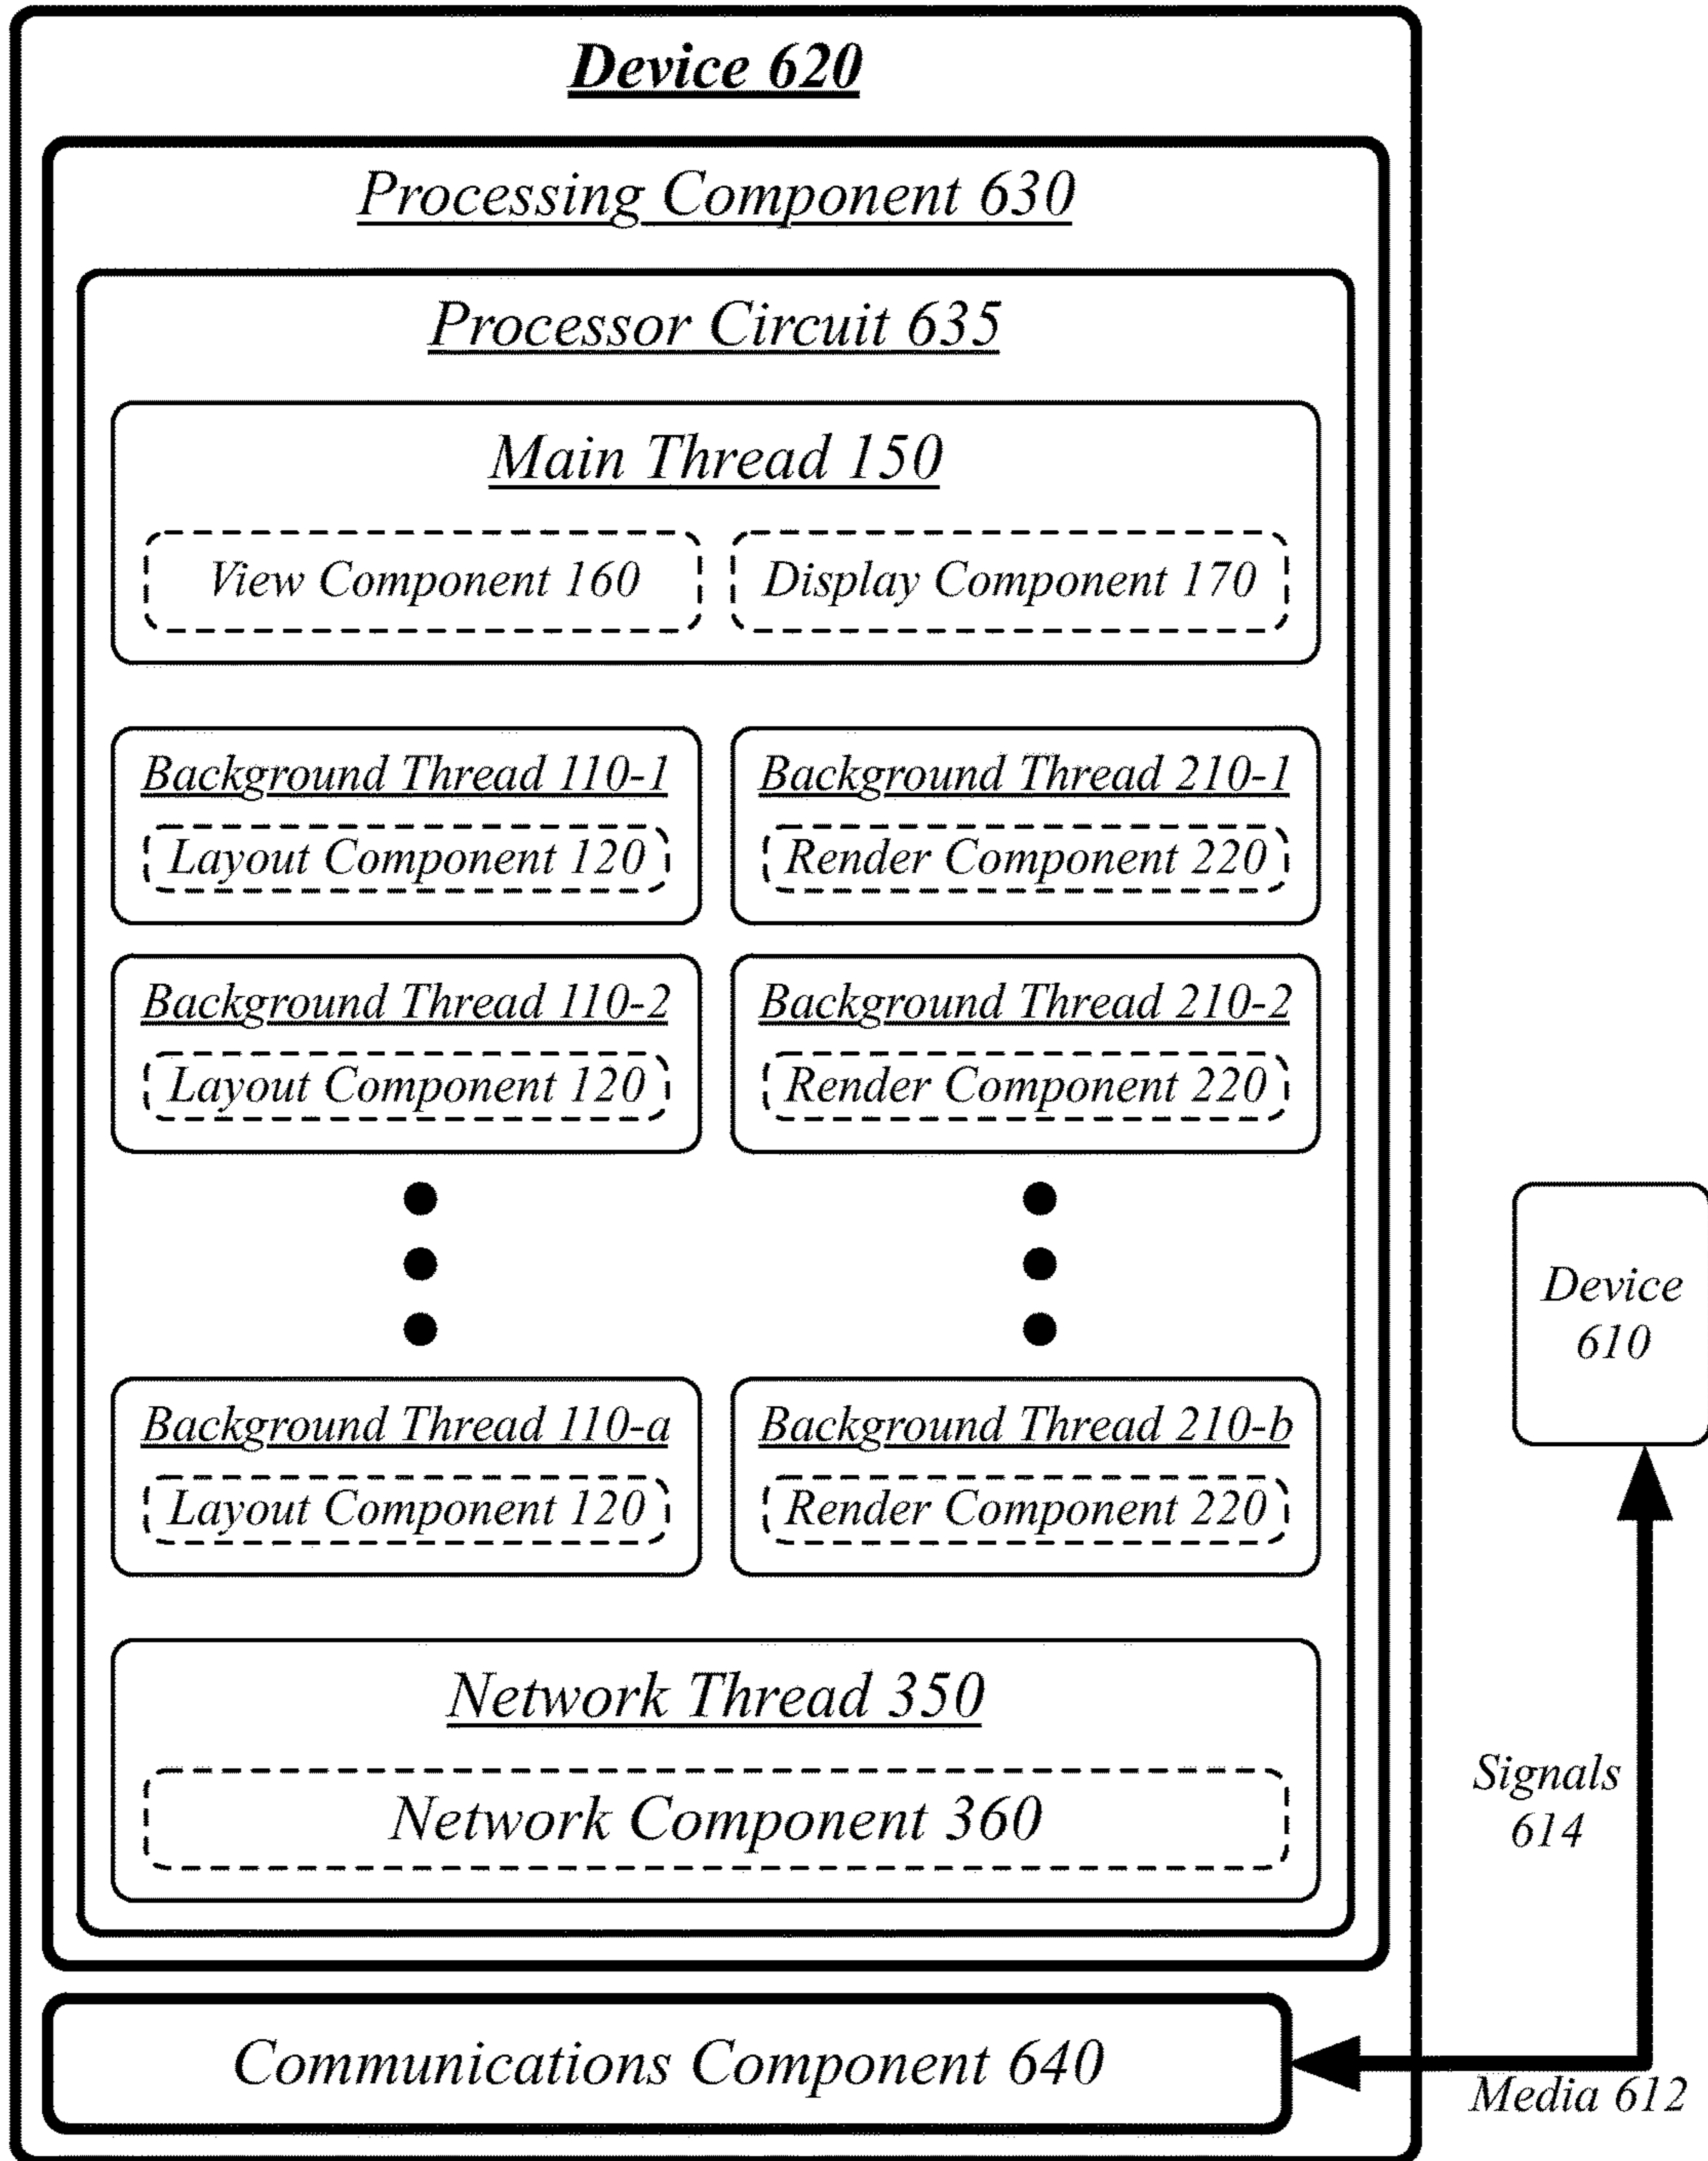 Device 620
Processing Component 630
Processor Circuit 635
Main Thread 150
View Component 160
Display Component 170
Background Thread 110-1
Layout Component 120
Background Thread 210-1
Render Component 220
Background Thread 110-2
Layout Component 120
Background Thread 210-2
Render Component 220
Background Thread 110-a
Layout Component 120
Background Thread 210-b
Render Component 220
Network Thread 350
Network Component 360
Communications Component 640
Device
610
Signals
614
Media 612